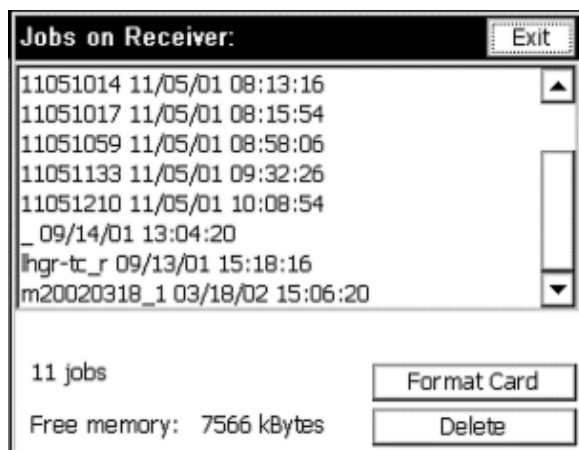 Jobs on Receiver:
Exit
11051014 11/05/01 08:13:16
11051017 11/05/01 08:15:54
11051059 11/05/01 08:58:06
11051133 11/05/01 09:32:26
11051210 11/05/01 10:08:54
_ 09/14/01 13:04:20
lhgr-tc_r 09/13/01 15:18:16
m20020318_1 03/18/02 15:06:20
11 jobs
Format Card
Free memory: 7566 kBytes
Delete